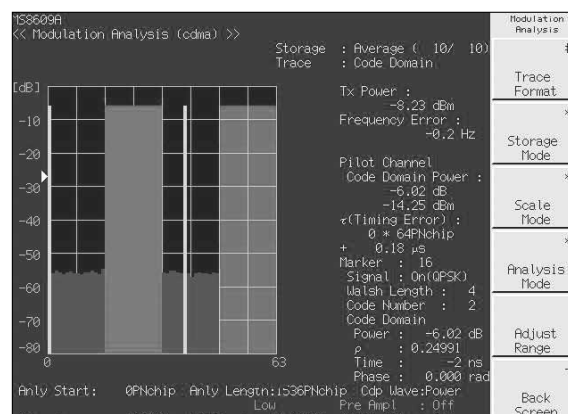 MS8609A
<< Modulation Analysis (cdma) >>
Storage : Average ( 10/ 10)
Trace : Code Domain
[dB]
-10
-20
-30
-40
-50
-60
-70
-80
0
63
Tx Power :
-8.23 dBm
Frequency Error :
-0.2 Hz
Pilot Channel
Code Domain Power :
-6.02 dB
-14.25 dBm
τ(Timing Error) :
0 * 64PNchip
+ 0.18 µs
Marker : 16
Signal : On(QPSK)
Walsh Length : 4
Code Number : 2
Code Domain
Power : -6.02 dB
ρ : 0.24991
Time : -2 ns
Phase : 0.000 rad
Anly Start: 0PNchip Anly Length:1536PNchip Cdp Wave:Power
Low Pre Ampl : Off
Modulation
Analysis
#
Trace
Format
*
Storage
Mode
*
Scale
Mode
*
Analysis
Mode
Adjust
Range
Back
Screen